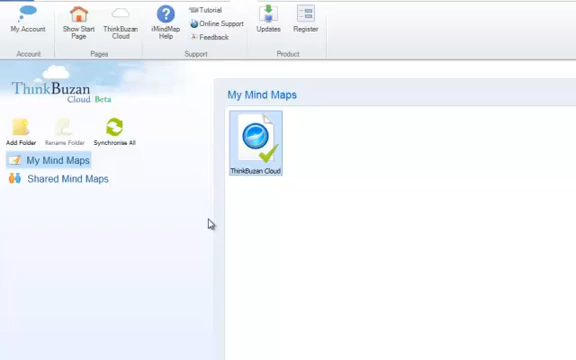 My Account
Show Start Page
ThinkBuzan Cloud
iMindMap Help
Tutorial
Online Support
Feedback
Updates
Register
Account
Pages
Support
Product
ThinkBuzan
Cloud Beta
Add Folder
Rename Folder
Synchronise All
My Mind Maps
Shared Mind Maps
My Mind Maps
ThinkBuzan Cloud